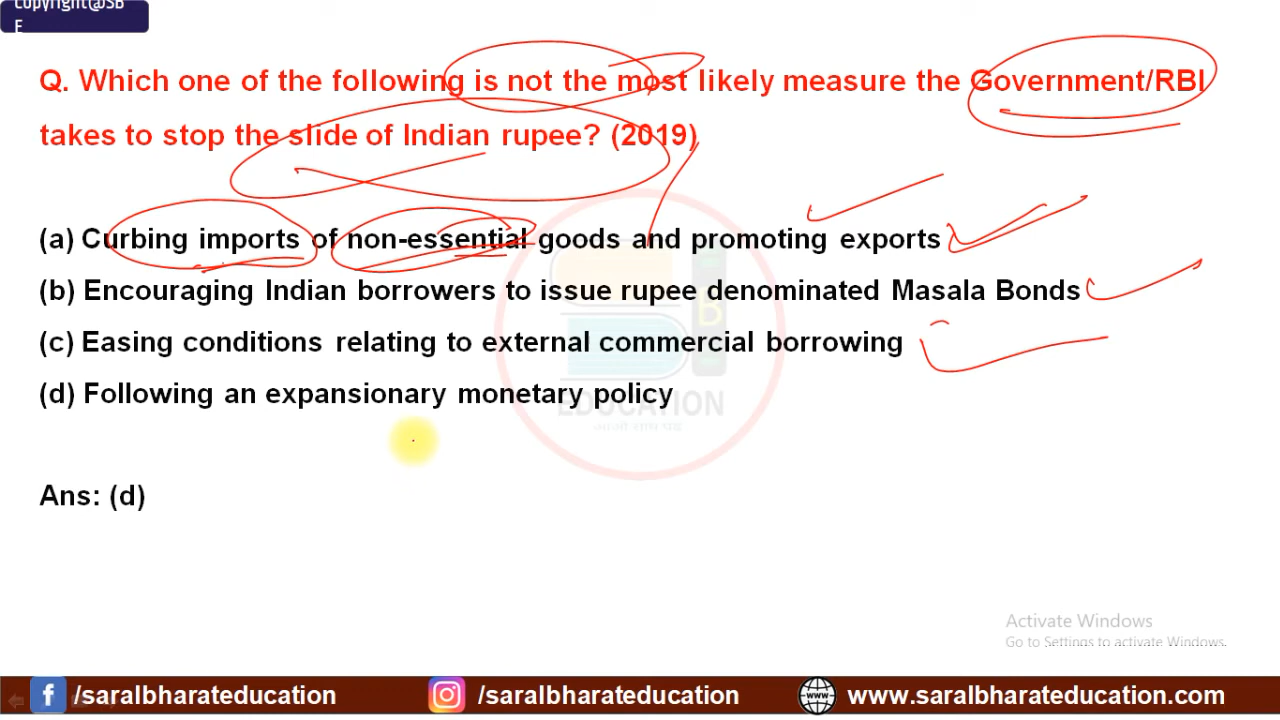 Copyright@SB
E
Q. Which one of the following is not the most likely measure the Government/RBI
takes to stop the slide of Indian rupee? (2019)
(a) Curbing imports of non-essential goods and promoting exports
(b) Encouraging Indian borrowers to issue rupee denominated Masala Bonds
(c) Easing conditions relating to external commercial borrowing
(d) Following an expansionary monetary policy
EDUCATION
Ans: (d)
Activate Windows
Go to Settings to activate Windows.
/saralbharateducation
/saralbharateducation
www.saralbharateducation.com